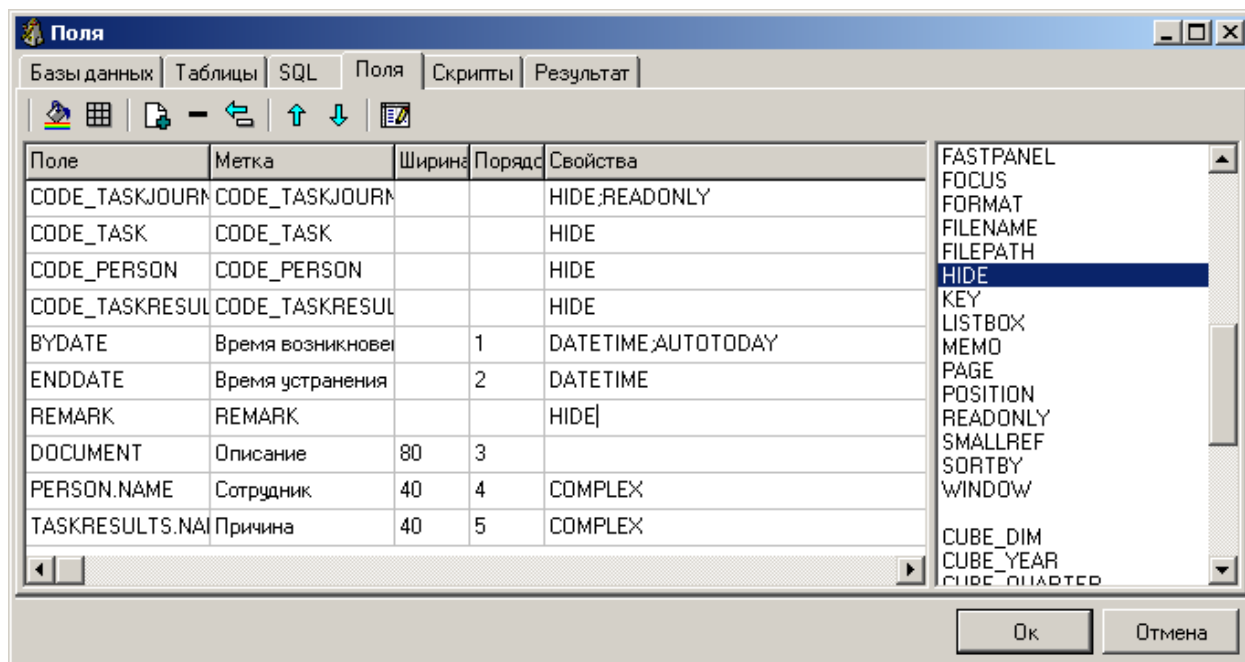 Поля
Базы данных Таблицы SQL Поля Скрипты Результат
Поле Метка Ширина Порядо Свойства
CODE_TASKJOURN CODE_TASKJOURN HIDE;READONLY
CODE_TASK CODE_TASK HIDE
CODE_PERSON CODE_PERSON HIDE
CODE_TASKRESUL CODE_TASKRESUL HIDE
BYDATE Время возникнове 1 DATETIME;AUTOTODAY
ENDDATE Время устранения 2 DATETIME
REMARK REMARK HIDE
DOCUMENT Описание 80 3
PERSON.NAME Сотрудник 40 4 COMPLEX
TASKRESULTS.NA Причина 40 5 COMPLEX
FASTPANEL
FOCUS
FORMAT
FILENAME
FILEPATH
HIDE
KEY
LISTBOX
MEMO
PAGE
POSITION
READONLY
SMALLREF
SORTBY
WINDOW
CUBE_DIM
CUBE_YEAR
CUBE_QUARTER
Ок Отмена